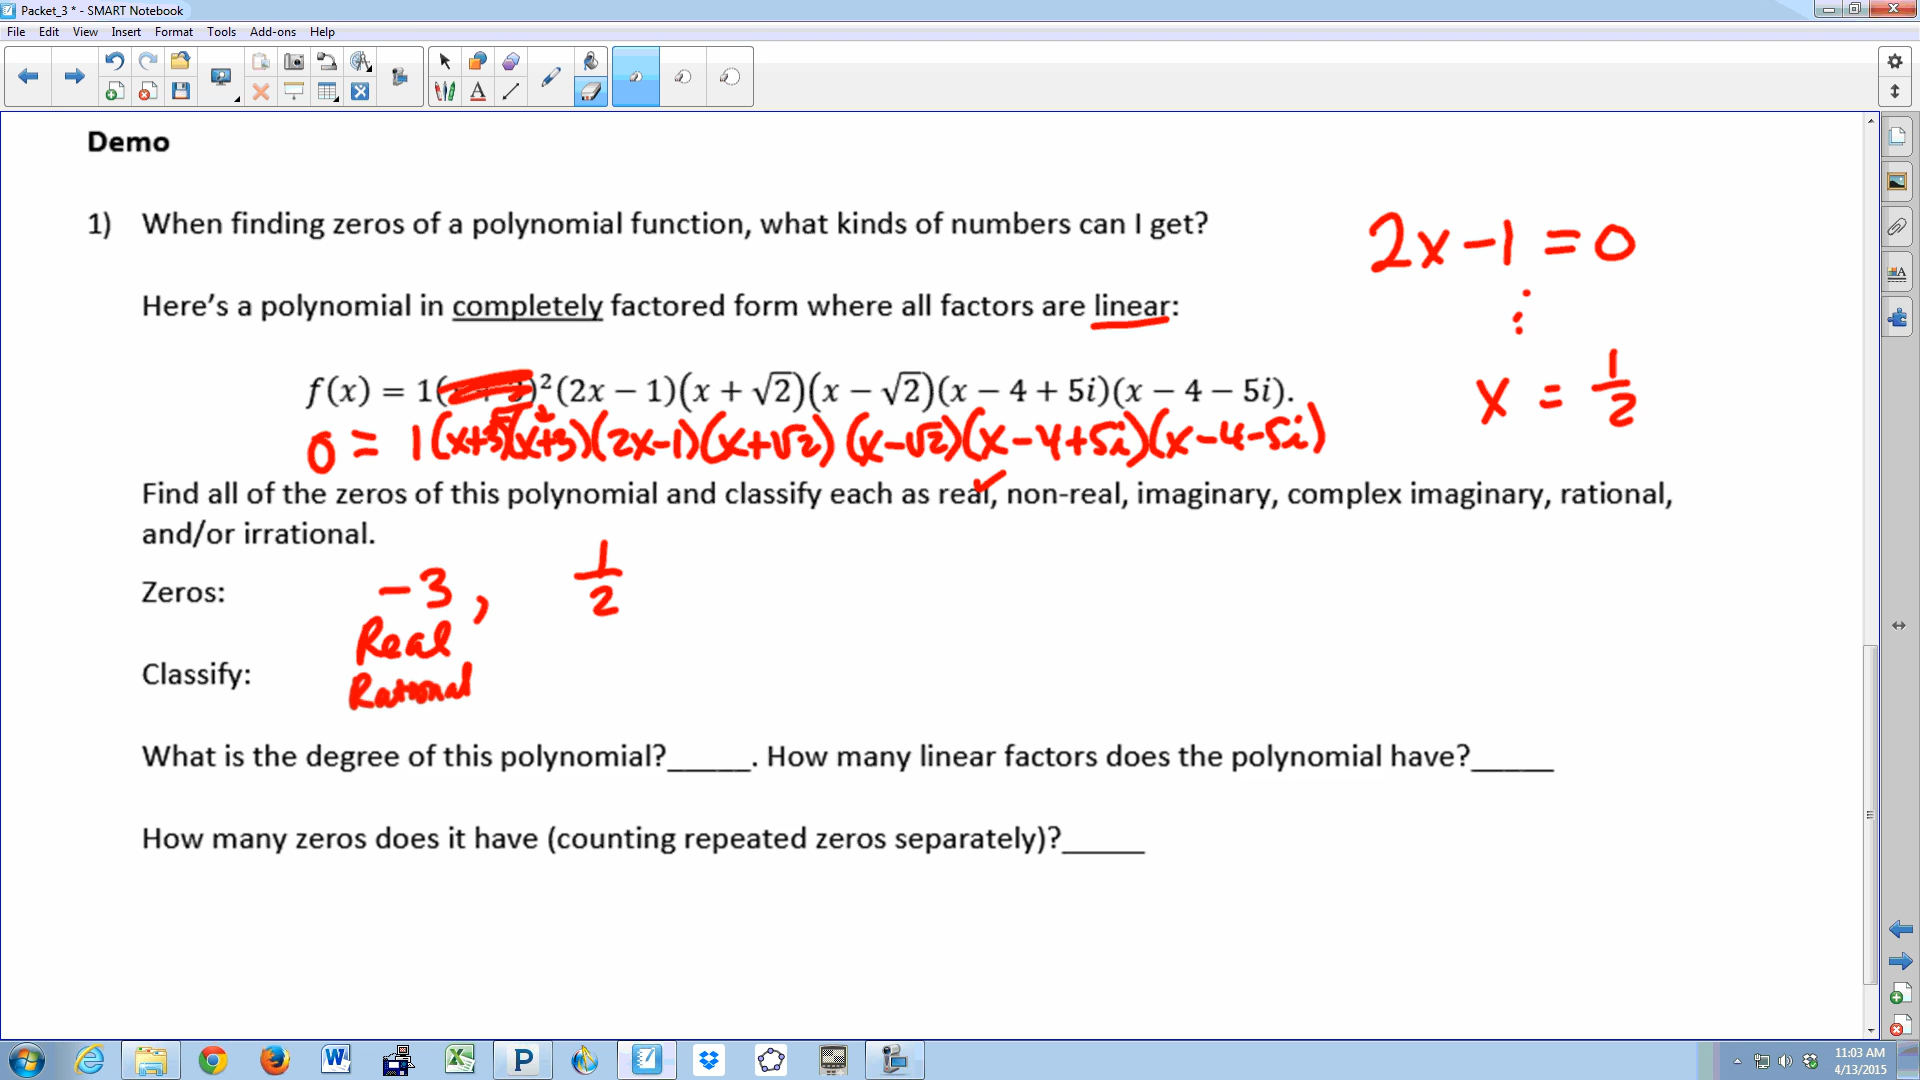 Packet_3 * - SMART Notebook
File Edit View Insert Format Tools Add-ons Help
Demo
1) When finding zeros of a polynomial function, what kinds of numbers can I get?
2x - 1 = 0
Here's a polynomial in completely factored form where all factors are linear:
⋮
f(x) = 1( )²(2x − 1)(x + √2)(x − √2)(x − 4 + 5i)(x − 4 − 5i).
x = 1/2
0 = 1(x+3)(x+3)(2x-1)(x+√2)(x-√2)(x-4+5i)(x-4-5i)
Find all of the zeros of this polynomial and classify each as real, non-real, imaginary, complex imaginary, rational,
and/or irrational.
Zeros: -3, 1/2
Real
Classify:
Rational
What is the degree of this polynomial?_____. How many linear factors does the polynomial have?_____
How many zeros does it have (counting repeated zeros separately)?_____
11:03 AM
4/13/2015